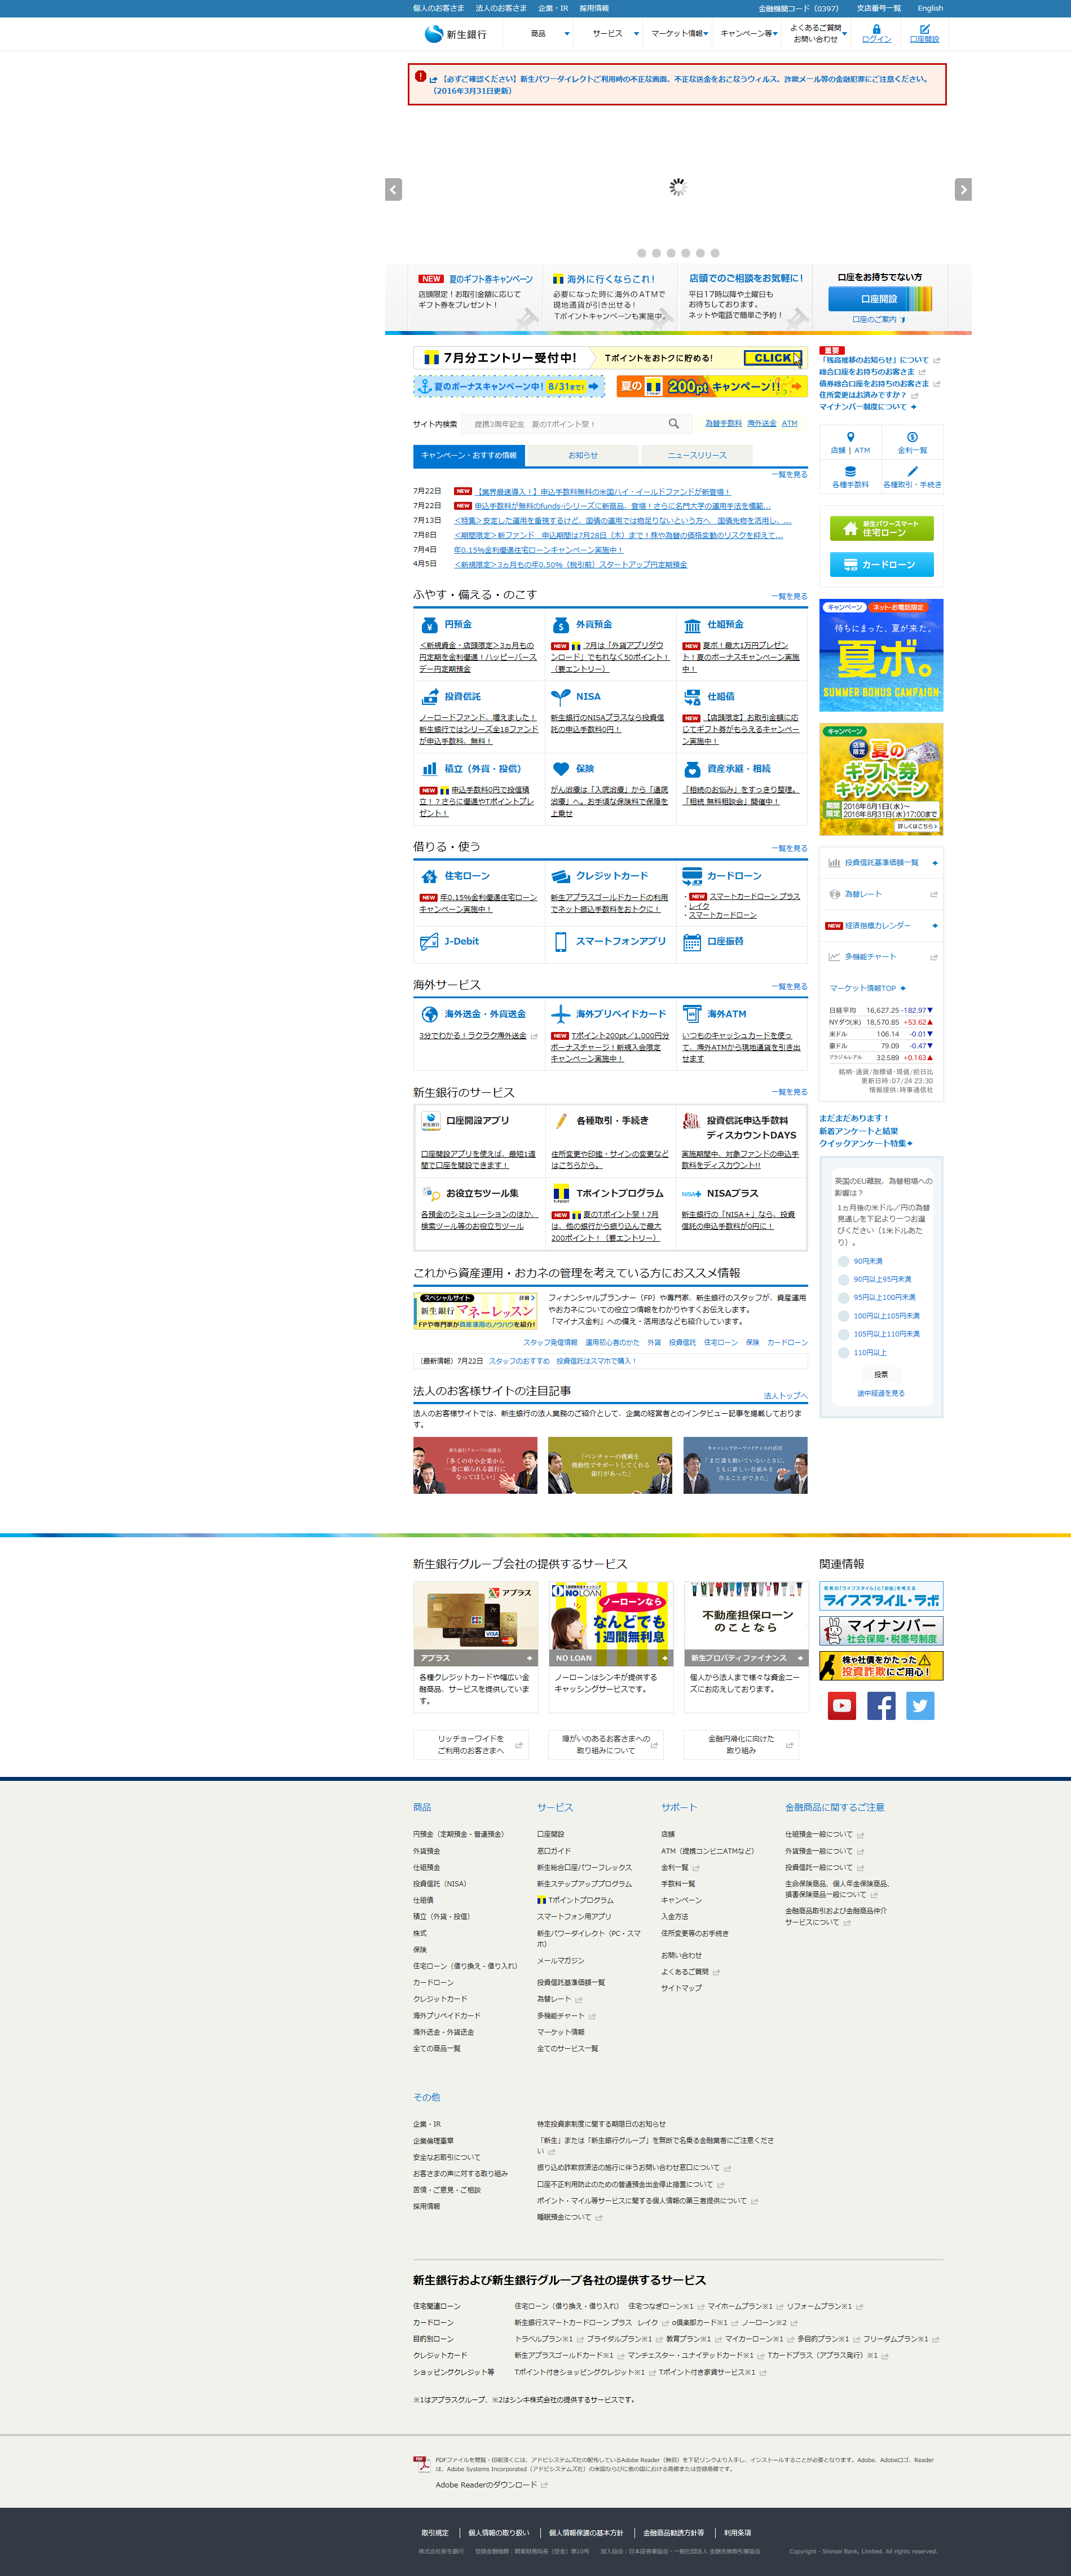 個人のお客さま 法人のお客さま 企業・IR 採用情報 金融機関コード（0397） 支店番号一覧 English
新生銀行 商品 サービス マーケット情報 キャンペーン等 よくあるご質問 お問い合わせ ログイン 口座開設
【必ずご確認ください】新生パワーダイレクトご利用時の不正な画面、不正な送金をおこなうウィルス、詐欺メール等の金融犯罪にご注意ください。
（2016年3月31日更新）
NEW 夏のギフト券キャンペーン
店頭限定！お取引金額に応じて
ギフト券をプレゼント！
海外に行くならこれ！
必要になった時に海外のATMで
現地通貨が引き出せる！
Tポイントキャンペーンも実施中。
店頭でのご相談をお気軽に！
平日17時以降や土曜日も
お待ちしております。
ネットや電話で簡単ご予約！
口座をお持ちでない方
口座開設
口座のご案内
7月分エントリー受付中! Tポイントをおトクに貯める! CLICK
夏のボーナスキャンペーン中! 8/31まで!
夏の 200pt キャンペーン!!
サイト内検索 提携3周年記念 夏のTポイント祭！ 為替手数料 海外送金 ATM
キャンペーン・おすすめ情報 お知らせ ニュースリリース
一覧を見る
7月22日 NEW 【業界最速導入！】申込手数料無料の米国ハイ・イールドファンドが新登場！
7月22日 NEW 申込手数料が無料のfunds-iシリーズに新商品、登場！さらに名門大学の運用手法を模範...
7月13日 ＜特集＞安定した運用を重視するけど、国債の運用では物足りないという方へ 国債先物を活用し、...
7月8日 ＜期間限定＞新ファンド 申込期間は7月28日（木）まで！株や為替の価格変動のリスクを抑えて...
7月4日 年0.15%金利優遇住宅ローンキャンペーン実施中！
4月5日 ＜新規限定＞3ヵ月もの年0.50%（税引前）スタートアップ円定期預金
ふやす・備える・のこす 一覧を見る
円預金
＜新規資金・店頭限定＞3ヵ月もの
円定期を金利優遇！ハッピーバース
デー円定期預金
外貨預金
NEW 7月は「外貨アプリダウ
ンロード」でもれなく50ポイント！
（要エントリー）
仕組預金
NEW 夏ボ！最大1万円プレゼン
ト！夏のボーナスキャンペーン実施
中！
投資信託
ノーロードファンド、増えました！
新生銀行ではシリーズ全18ファンド
が申込手数料、無料！
NISA
新生銀行のNISAプラスなら投資信
託の申込手数料0円！
仕組債
NEW 【店頭限定】お取引金額に応
じてギフト券がもらえるキャンペー
ン実施中！
積立（外貨・投信）
NEW 申込手数料0円で投信積
立！？さらに優遇やTポイントプレ
ゼント！
保険
がん治療は「入院治療」から「通院
治療」へ。お手頃な保険料で保障を
上乗せ
資産承継・相続
「相続のお悩み」をすっきり整理。
「相続 無料相談会」開催中！
借りる・使う 一覧を見る
住宅ローン
NEW 年0.15%金利優遇住宅ローン
キャンペーン実施中！
クレジットカード
新生アプラスゴールドカードの利用
でネット振込手数料をおトクに！
カードローン
・NEW スマートカードローン プラス
・レイク
・スマートカードローン
J-Debit スマートフォンアプリ 口座振替
海外サービス 一覧を見る
海外送金・外貨送金
3分でわかる！ラクラク海外送金
海外プリペイドカード
NEW Tポイント200pt／1,000円分
ボーナスチャージ！新規入会限定
キャンペーン実施中！
海外ATM
いつものキャッシュカードを使っ
て、海外ATMから現地通貨を引き出
せます
新生銀行のサービス 一覧を見る
口座開設アプリ
口座開設アプリを使えば、最短1週
間で口座を開設できます！
各種取引・手続き
住所変更や印鑑・サインの変更など
はこちらから。
投資信託申込手数料
ディスカウントDAYS
実施期間中、対象ファンドの申込手
数料をディスカウント!!
お役立ちツール集
各預金のシミュレーションのほか、
検索ツール等のお役立ちツール
Tポイントプログラム
NEW 夏のTポイント祭！7月
は、他の銀行から振り込んで最大
200ポイント！（要エントリー）
NISAプラス
新生銀行の「NISA＋」なら、投資
信託の申込手数料が0円に！
これから資産運用・おカネの管理を考えている方におススメ情報
スペシャルサイト 詳細
新生銀行 マネーレッスン
FPや専門家が資産運用のノウハウを紹介!
フィナンシャルプランナー（FP）や専門家、新生銀行のスタッフが、資産運用
やおカネについての役立つ情報をわかりやすくお伝えします。
「マイナス金利」への備え・活用法なども紹介しています。
スタッフ発信情報 運用初心者のかた 外貨 投資信託 住宅ローン 保険 カードローン
（最新情報）7月22日 スタッフのおすすめ 投資信託はスマホで購入！
法人のお客様サイトの注目記事 法人トップへ
法人のお客様サイトでは、新生銀行の法人業務のご紹介として、企業の経営者とのインタビュー記事を掲載しておりま
す。
新生銀行グループの連携力
「多くの中小企業から
一番に頼られる銀行に
なってほしい」
「ベンチャーの挑戦を
機動性でサポートしてくれる
銀行があった」
キャッシュフローファイナンスの活用
「まだ誰も動いていないときに、
ともに新しい仕組みを
作ることができた」
重要
「残高推移のお知らせ」について
総合口座をお持ちのお客さま
債券総合口座をお持ちのお客さま
住所変更はお済みですか？
マイナンバー制度について
店舗 | ATM 金利一覧
各種手数料 各種取引・手続き
新生パワースマート
住宅ローン
カードローン
キャンペーン ネット・お電話限定
待ちにまった、夏が来た。
夏ボ。
SUMMER BONUS CAMPAIGN
キャンペーン
店頭限定 夏の
ギフト券
キャンペーン
期間限定 2016年6月1日(水)〜
2016年8月31日(水)17:00まで
詳しくはこちら
投資信託基準価額一覧
為替レート
NEW 経済指標カレンダー
多機能チャート
マーケット情報TOP
日経平均 16,627.25 -182.97▼
NYダウ(米) 18,570.85 +53.62▲
米ドル 106.14 -0.01▼
豪ドル 79.09 -0.47▼
ブラジルレアル 32.589 +0.163▲
銘柄・通貨/指標値・現値/前日比
更新日時:07/24 23:30
情報提供：時事通信社
まだまだあります！
新着アンケートと結果
クイックアンケート特集
英国のEU離脱、為替相場への
影響は？
1ヵ月後の米ドル／円の為替
見通しを下記より一つお選
びください（1米ドルあた
り）。
90円未満
90円以上95円未満
95円以上100円未満
100円以上105円未満
105円以上110円未満
110円以上
投票
途中経過を見る
新生銀行グループ会社の提供するサービス
アプラス
アプラス
各種クレジットカードや幅広い金
融商品、サービスを提供していま
す。
NO LOAN
ノーローンなら
なんどでも
1週間無利息
NO LOAN
ノーローンはシンキが提供する
キャッシングサービスです。
不動産担保ローン
のことなら
新生プロパティファイナンス
個人から法人まで様々な資金ニー
ズにお応えしております。
関連情報
ライフスタイル・ラボ
マイナンバー
社会保障・税番号制度
株や社債をかたった
投資詐欺にご用心！
リッチョーワイドを
ご利用のお客さまへ
障がいのあるお客さまへの
取り組みについて
金融円滑化に向けた
取り組み
商品
円預金（定期預金・普通預金）
外貨預金
仕組預金
投資信託（NISA）
仕組債
積立（外貨・投信）
株式
保険
住宅ローン（借り換え・借り入れ）
カードローン
クレジットカード
海外プリペイドカード
海外送金・外貨送金
全ての商品一覧
サービス
口座開設
窓口ガイド
新生総合口座パワーフレックス
新生ステップアッププログラム
Tポイントプログラム
スマートフォン用アプリ
新生パワーダイレクト（PC・スマ
ホ）
メールマガジン
投資信託基準価額一覧
為替レート
多機能チャート
マーケット情報
全てのサービス一覧
サポート
店舗
ATM（提携コンビニATMなど）
金利一覧
手数料一覧
キャンペーン
入金方法
住所変更等のお手続き
お問い合わせ
よくあるご質問
サイトマップ
金融商品に関するご注意
仕組預金一般について
外貨預金一般について
投資信託一般について
生命保険商品、個人年金保険商品、
損害保険商品一般について
金融商品取引および金融商品仲介
サービスについて
その他
企業・IR
企業倫理憲章
安全なお取引について
お客さまの声に対する取り組み
苦情・ご意見・ご相談
採用情報
特定投資家制度に関する期限日のお知らせ
「新生」または「新生銀行グループ」を無断で名乗る金融業者にご注意くださ
い
振り込め詐欺救済法の施行に伴うお問い合わせ窓口について
口座不正利用防止のための普通預金出金停止措置について
ポイント・マイル等サービスに関する個人情報の第三者提供について
睡眠預金について
新生銀行および新生銀行グループ各社の提供するサービス
住宅関連ローン 住宅ローン（借り換え・借り入れ） 住宅つなぎローン※1 マイホームプラン※1 リフォームプラン※1
カードローン 新生銀行スマートカードローン プラス レイク o倶楽部カード※1 ノーローン※2
目的別ローン トラベルプラン※1 ブライダルプラン※1 教育プラン※1 マイカーローン※1 多目的プラン※1 フリーダムプラン※1
クレジットカード 新生アプラスゴールドカード※1 マンチェスター・ユナイテッドカード※1 Tカードプラス（アプラス発行）※1
ショッピングクレジット等 Tポイント付きショッピングクレジット※1 Tポイント付き家賃サービス※1
※1はアプラスグループ、※2はシンキ株式会社の提供するサービスです。
PDFファイルを閲覧・印刷頂くには、アドビシステムズ社の配布しているAdobe Reader（無償）を下記リンクより入手し、インストールすることが必要となります。Adobe、Adobeロゴ、Reader
は、Adobe Systems Incorporated（アドビシステムズ社）の米国ならびに他の国における商標または登録商標です。
Adobe Readerのダウンロード
取引規定 個人情報の取り扱い 個人情報保護の基本方針 金融商品勧誘方針等 利用条項
株式会社新生銀行 登録金融機関：関東財務局長（登金）第10号 加入協会：日本証券業協会・一般社団法人 金融先物取引業協会 Copyright - Shinsei Bank, Limited. All rights reserved.